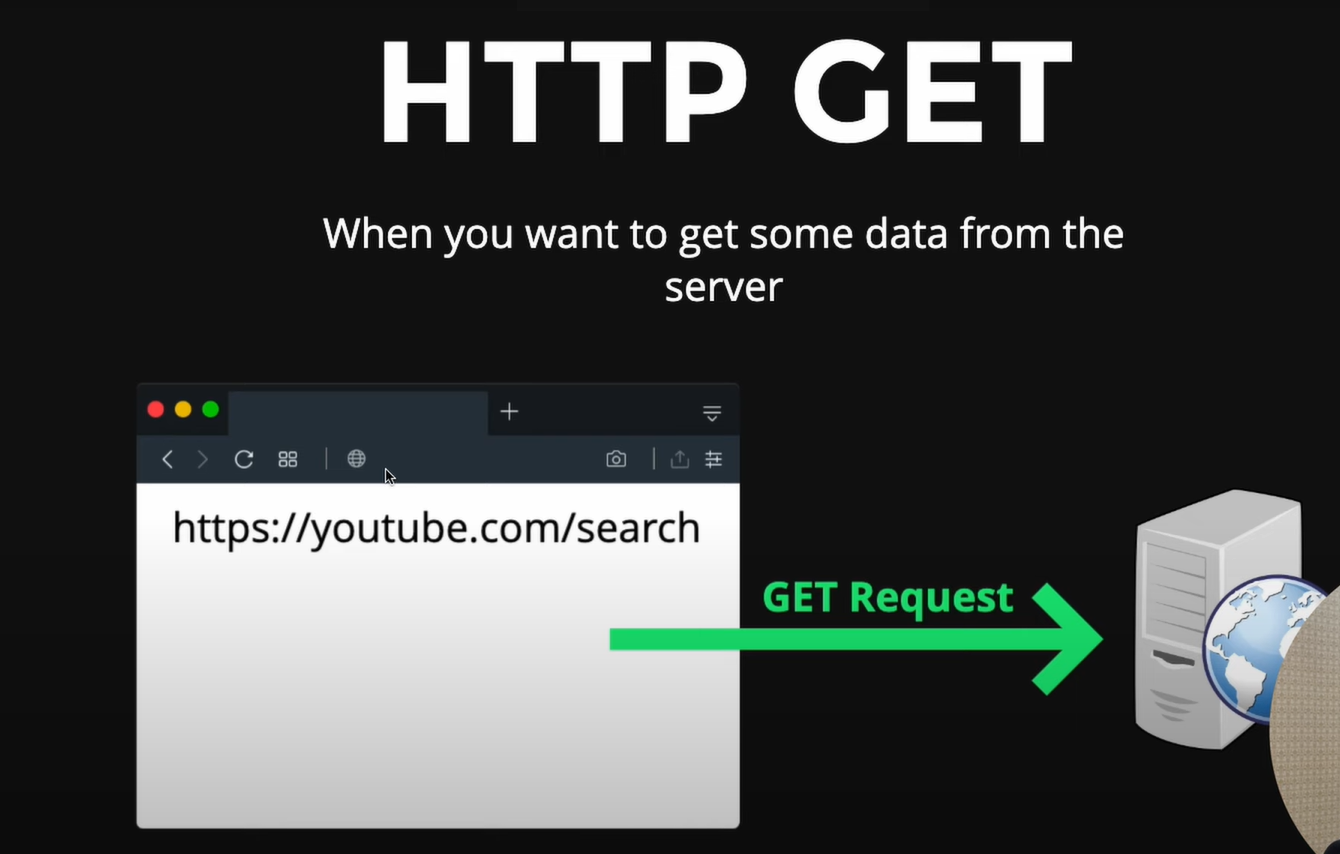 HTTP GET
When you want to get some data from the
server
https://youtube.com/search
GET Request